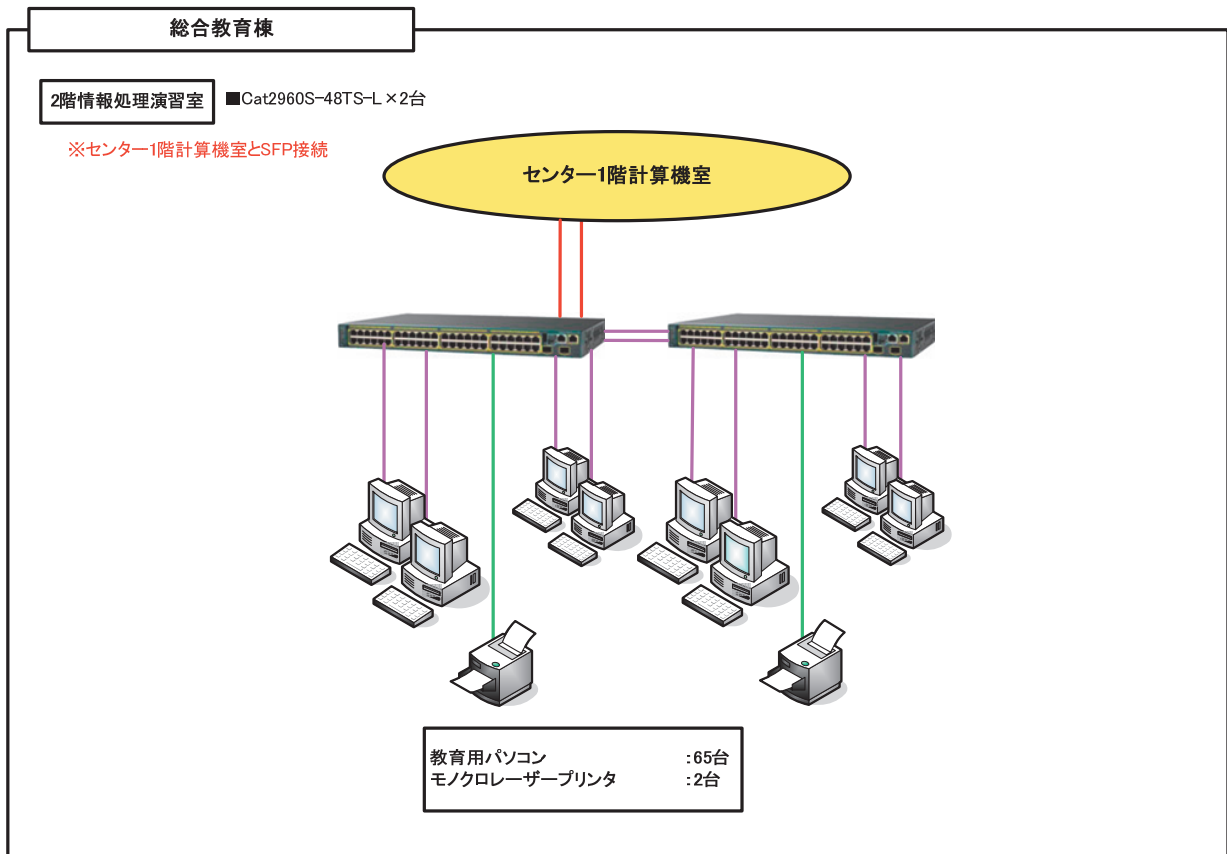 総合教育棟
2階情報処理演習室 ■Cat2960S-48TS-L×2台
※センター1階計算機室とSFP接続
センター1階計算機室
教育用パソコン :65台
モノクロレーザープリンタ :2台